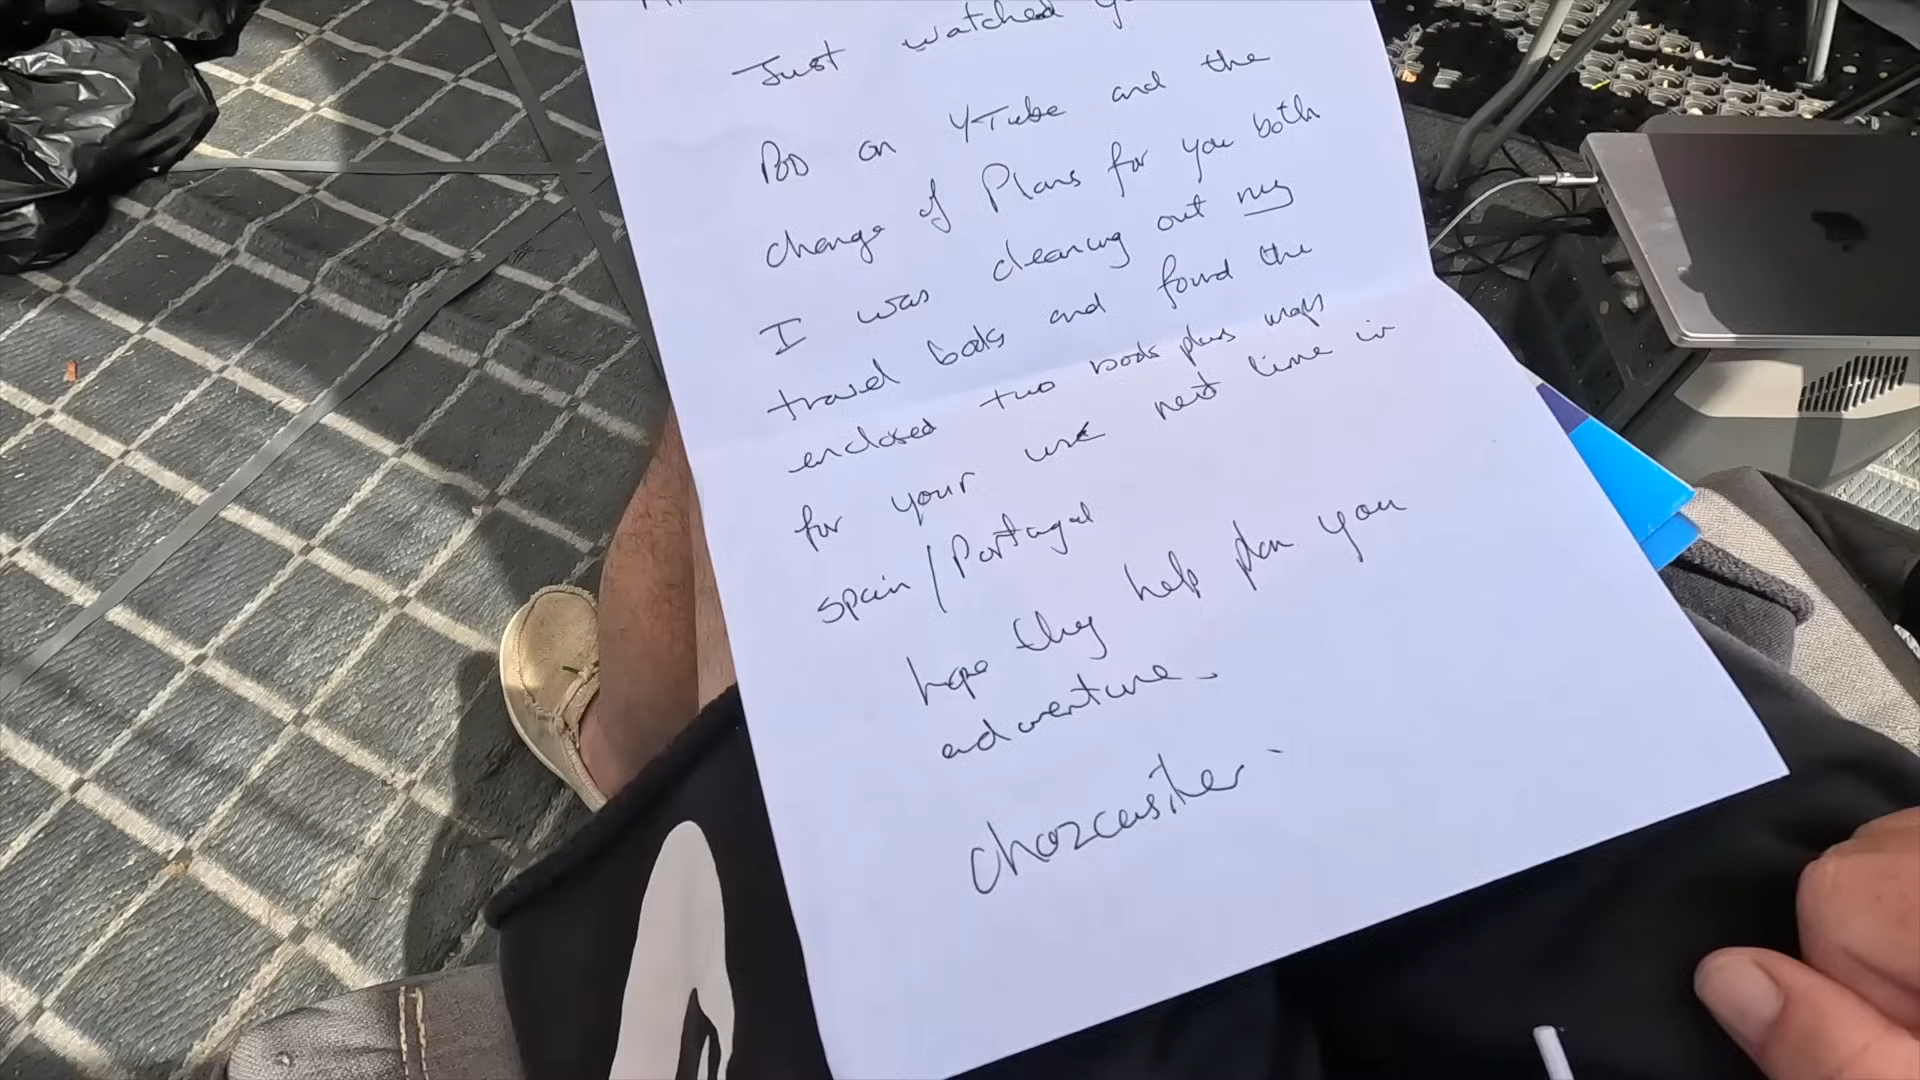 Just watched
on Y-Tube and the
change of Plans for you both
I was cleaning out my
travel books and found the
enclosed two books plus maps
for your use next time in
Spain/Portugal
hope they help plan you
adventure.